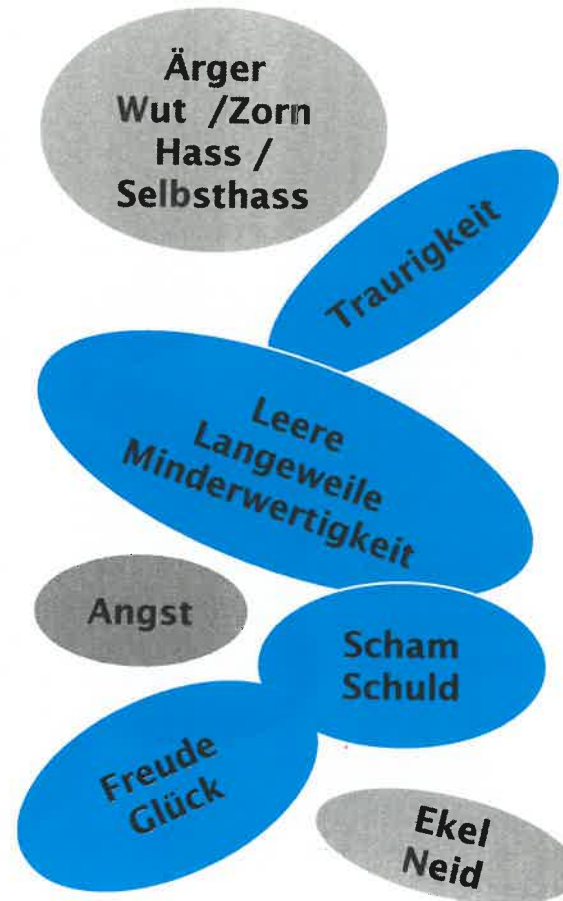 Ärger
Wut /Zorn
Hass /
Selbsthass
Traurigkeit
Leere
Langeweile
Minderwertigkeit
Angst
Scham
Schuld
Freude
Glück
Ekel
Neid